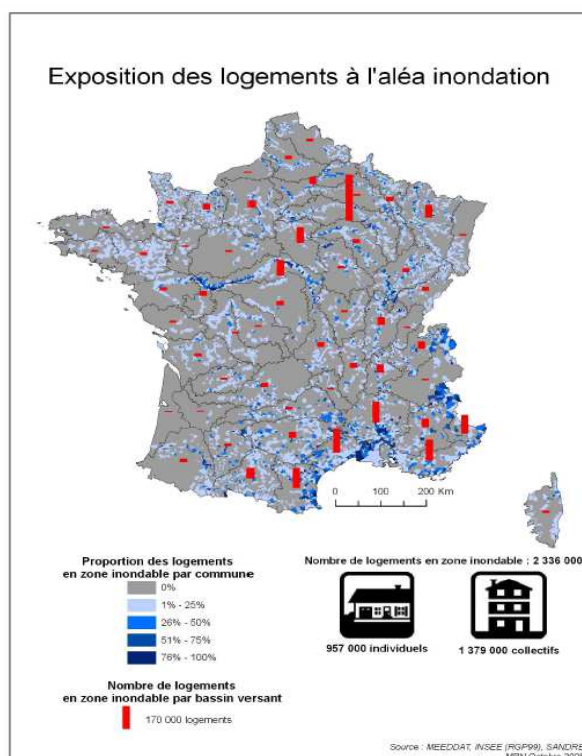 Exposition des logements à l'aléa inondation
0 100 200 Km
Proportion des logements
en zone inondable par commune
0%
1% - 25%
26% - 50%
51% - 75%
76% - 100%
Nombre de logements
en zone inondable par bassin versant
170 000 logements
Nombre de logements en zone inondable : 2 336 000
957 000 individuels
1 379 000 collectifs
Source : MEEDDAT, INSEE (RGP99), SANDRE
MRN Octobre